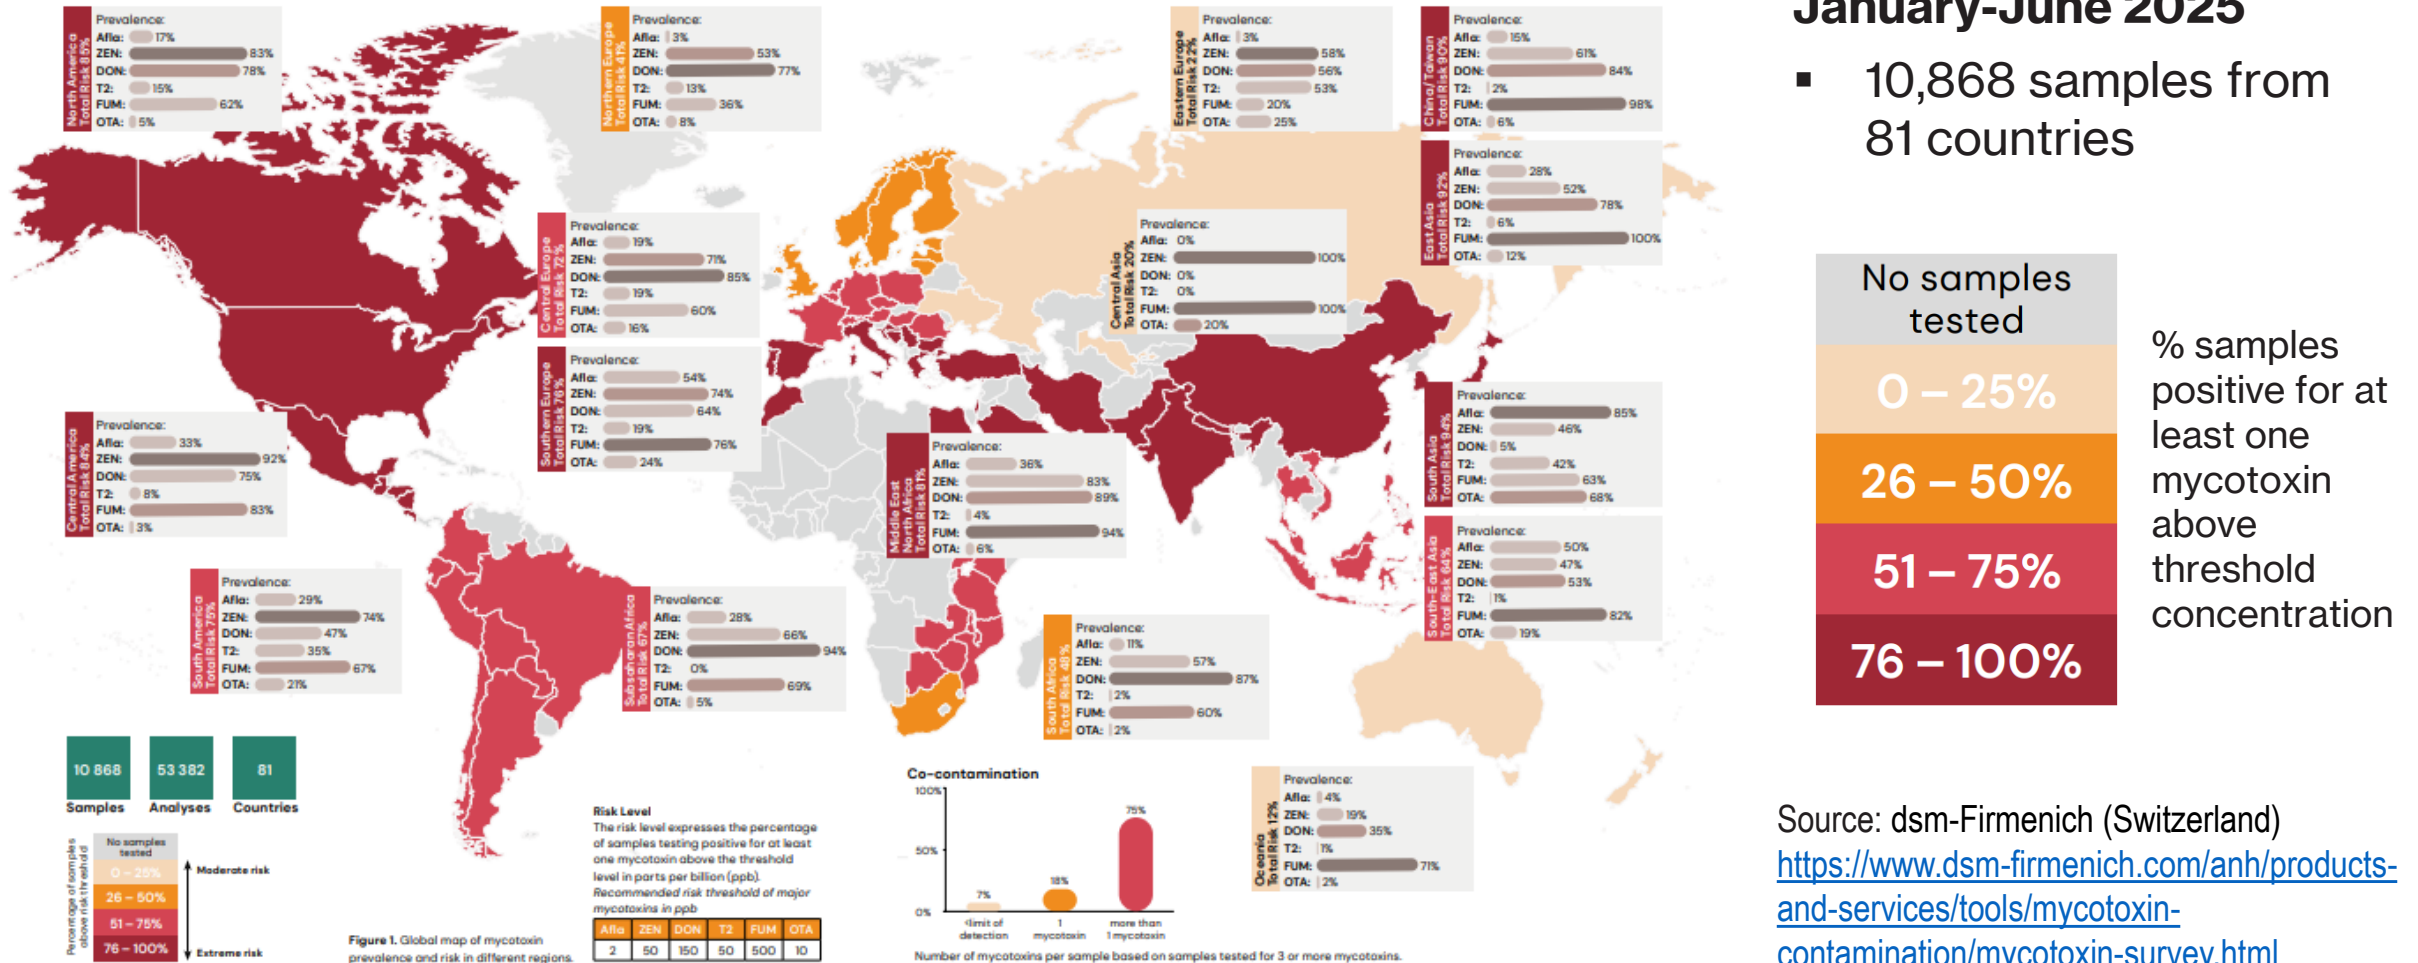 January-June 2025
▪ 10,868 samples from
81 countries
North America
Total Risk 85%
Prevalence:
Afla: 17%
ZEN: 83%
DON: 78%
T2: 15%
FUM: 62%
OTA: 5%
Northern Europe
Total Risk 41%
Prevalence:
Afla: 3%
ZEN: 53%
DON: 77%
T2: 13%
FUM: 36%
OTA: 8%
Eastern Europe
Total Risk 22%
Prevalence:
Afla: 3%
ZEN: 58%
DON: 56%
T2: 53%
FUM: 20%
OTA: 25%
China/Taiwan
Total Risk 90%
Prevalence:
Afla: 15%
ZEN: 61%
DON: 84%
T2: 2%
FUM: 98%
OTA: 6%
East Asia
Total Risk 92%
Prevalence:
Afla: 28%
ZEN: 52%
DON: 78%
T2: 6%
FUM: 100%
OTA: 12%
Central Europe
Total Risk 72%
Prevalence:
Afla: 19%
ZEN: 71%
DON: 85%
T2: 19%
FUM: 60%
OTA: 16%
Central Asia
Total Risk 20%
Prevalence:
Afla: 0%
ZEN: 100%
DON: 0%
T2: 0%
FUM: 100%
OTA: 20%
Southern Europe
Total Risk 76%
Prevalence:
Afla: 54%
ZEN: 74%
DON: 64%
T2: 19%
FUM: 76%
OTA: 24%
Central America
Total Risk 84%
Prevalence:
Afla: 33%
ZEN: 92%
DON: 75%
T2: 8%
FUM: 83%
OTA: 3%
Middle East
North Africa
Total Risk 81%
Prevalence:
Afla: 36%
ZEN: 83%
DON: 89%
T2: 4%
FUM: 94%
OTA: 6%
South Asia
Total Risk 94%
Prevalence:
Afla: 85%
ZEN: 46%
DON: 5%
T2: 42%
FUM: 63%
OTA: 68%
South-East Asia
Total Risk 64%
Prevalence:
Afla: 50%
ZEN: 47%
DON: 53%
T2: 1%
FUM: 82%
OTA: 19%
South America
Total Risk 75%
Prevalence:
Afla: 29%
ZEN: 74%
DON: 47%
T2: 35%
FUM: 67%
OTA: 21%
Subsaharan Africa
Total Risk 67%
Prevalence:
Afla: 28%
ZEN: 66%
DON: 94%
T2: 0%
FUM: 69%
OTA: 5%
South Africa
Total Risk 48%
Prevalence:
Afla: 11%
ZEN: 57%
DON: 87%
T2: 2%
FUM: 60%
OTA: 2%
Oceania
Total Risk 12%
Prevalence:
Afla: 4%
ZEN: 19%
DON: 35%
T2: 1%
FUM: 71%
OTA: 2%
10 868
Samples
53 382
Analyses
81
Countries
Percentage of samples
above risk threshold
No samples
tested
0 – 25%
26 – 50%
51 – 75%
76 – 100%
Moderate risk
Extreme risk
Figure 1. Global map of mycotoxin
prevalence and risk in different regions.
Risk Level
The risk level expresses the percentage
of samples testing positive for at least
one mycotoxin above the threshold
level in parts per billion (ppb).
Recommended risk threshold of major
mycotoxins in ppb
Afla ZEN DON T2 FUM OTA
2 50 150 50 500 10
Co-contamination
100%
50%
0%
7%
18%
75%
<limit of
detection
1
mycotoxin
more than
1 mycotoxin
Number of mycotoxins per sample based on samples tested for 3 or more mycotoxins.
No samples
tested
0 – 25%
26 – 50%
51 – 75%
76 – 100%
% samples
positive for at
least one
mycotoxin
above
threshold
concentration
Source: dsm-Firmenich (Switzerland)
https://www.dsm-firmenich.com/anh/products-
and-services/tools/mycotoxin-
contamination/mycotoxin-survey.html